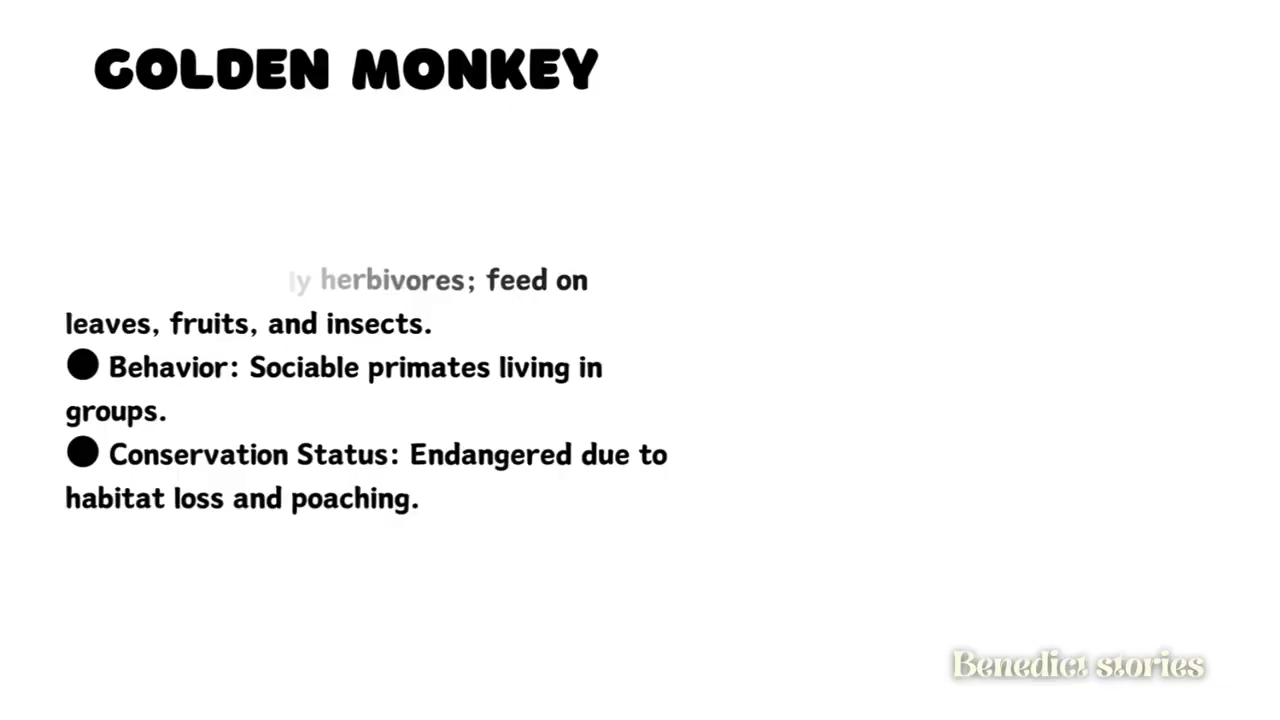 GOLDEN MONKEY
ly herbivores; feed on
leaves, fruits, and insects.
● Behavior: Sociable primates living in
groups.
● Conservation Status: Endangered due to
habitat loss and poaching.
Benedict stories